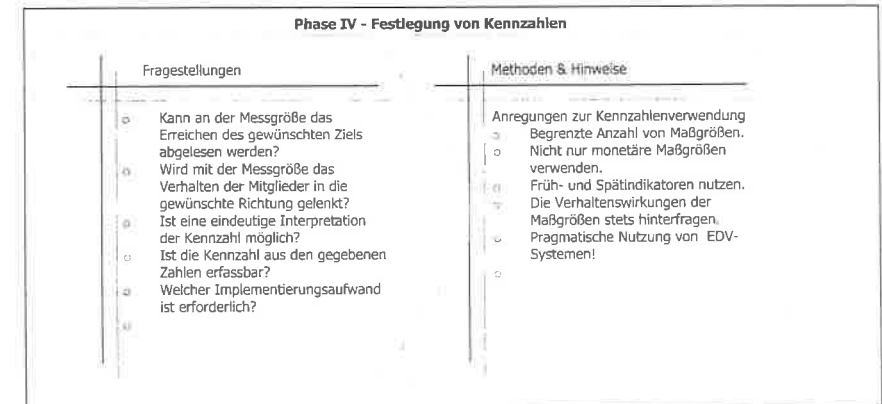 Phase IV - Festlegung von Kennzahlen
Fragestellungen
Kann an der Messgröße das
Erreichen des gewünschten Ziels
abgelesen werden?
Wird mit der Messgröße das
Verhalten der Mitglieder in die
gewünschte Richtung gelenkt?
Ist eine eindeutige Interpretation
der Kennzahl möglich?
Ist die Kennzahl aus den gegebenen
Zahlen erfassbar?
Welcher Implementierungsaufwand
ist erforderlich?
Methoden & Hinweise
Anregungen zur Kennzahlenverwendung
Begrenzte Anzahl von Maßgrößen.
Nicht nur monetäre Maßgrößen
verwenden.
Früh- und Spätindikatoren nutzen.
Die Verhaltenswirkungen der
Maßgrößen stets hinterfragen.
Pragmatische Nutzung von EDV-
Systemen!